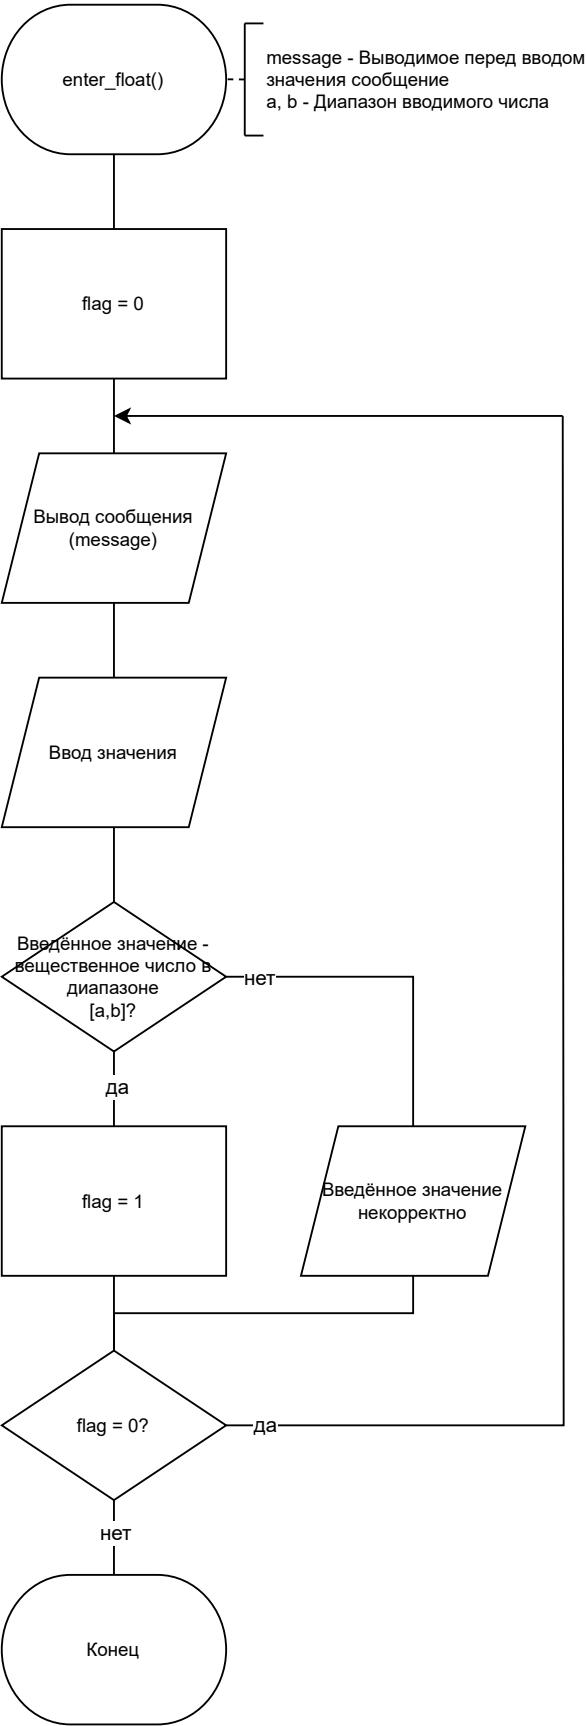 enter_float()
message - Выводимое перед вводом
значения сообщение
a, b - Диапазон вводимого числа
flag = 0
Вывод сообщения
(message)
Ввод значения
Введённое значение -
вещественное число в
диапазоне
[a,b]?
нет
да
flag = 1
Введённое значение
некорректно
flag = 0?
да
нет
Конец